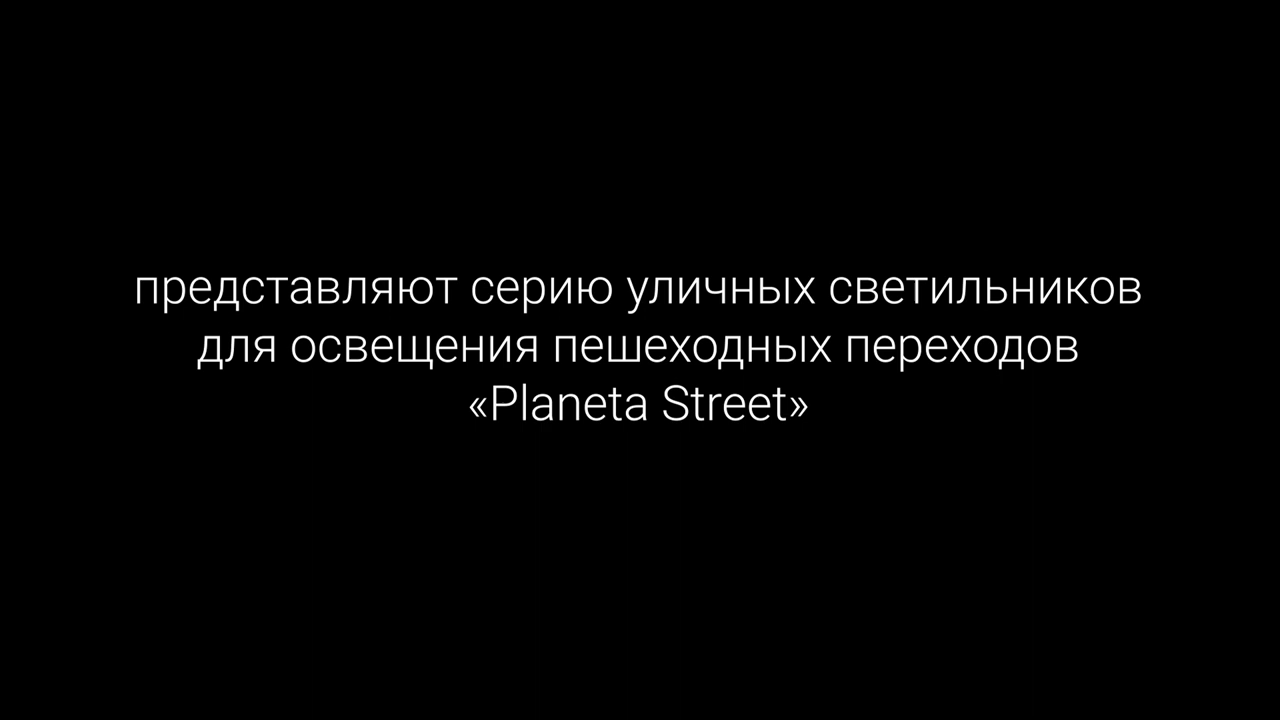 представляют серию уличных светильников
для освещения пешеходных переходов
«Planeta Street»